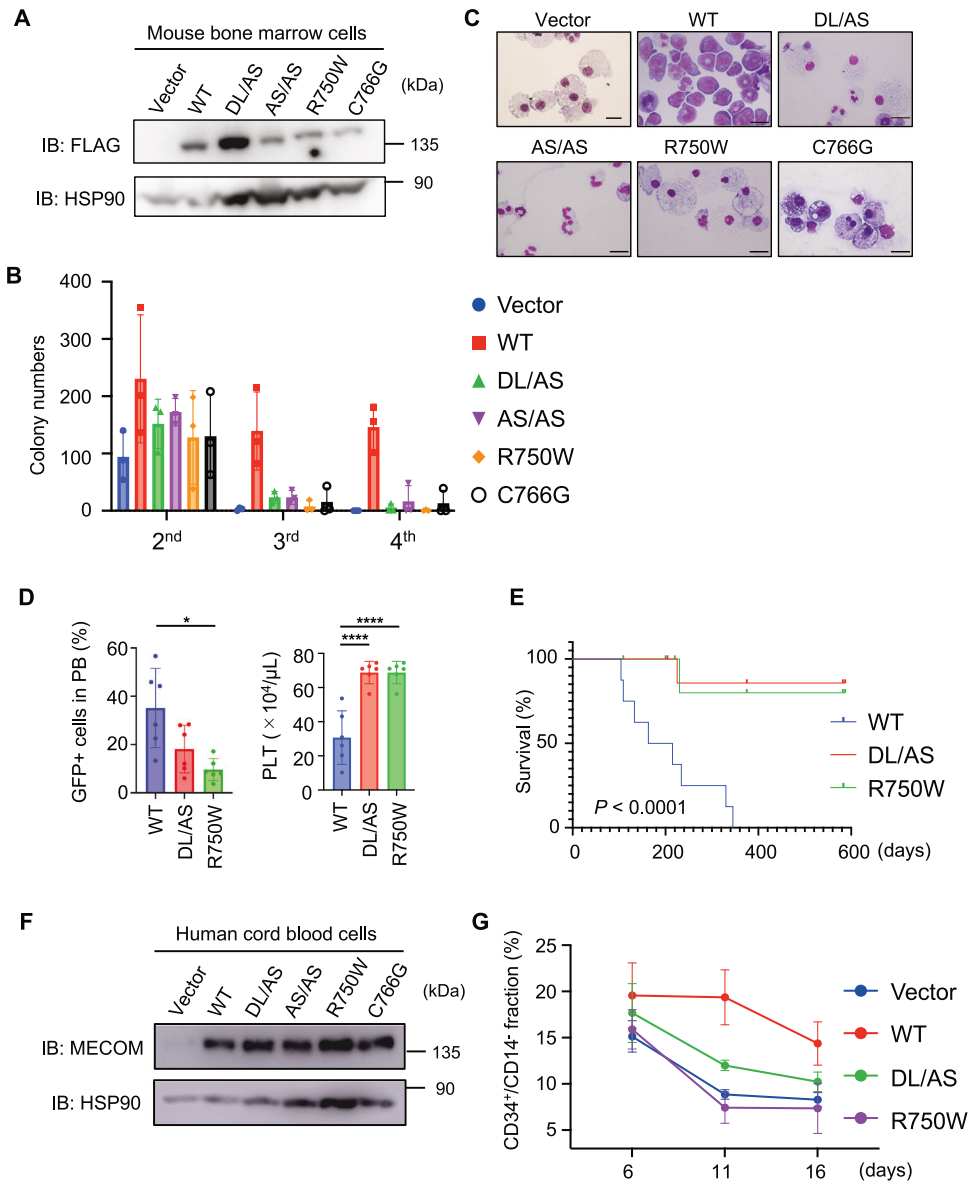 A
Mouse bone marrow cells
Vector
WT
DL/AS
AS/AS
R750W
C766G
(kDa)
IB: FLAG
135
IB: HSP90
90
C
Vector
WT
DL/AS
AS/AS
R750W
C766G
B
Colony numbers
400
300
200
100
0
2nd
3rd
4th
Vector
WT
DL/AS
AS/AS
R750W
C766G
D
GFP+ cells in PB (%)
60
40
20
0
*
WT
DL/AS
R750W
PLT ( × 10⁴/μL)
80
60
40
20
0
****
****
WT
DL/AS
R750W
E
Survival (%)
100
50
0
P < 0.0001
0
200
400
600
(days)
WT
DL/AS
R750W
F
Human cord blood cells
Vector
WT
DL/AS
AS/AS
R750W
C766G
(kDa)
IB: MECOM
135
IB: HSP90
90
G
CD34⁺/CD14⁻ fraction (%)
25
20
15
10
5
6
11
16
(days)
Vector
WT
DL/AS
R750W